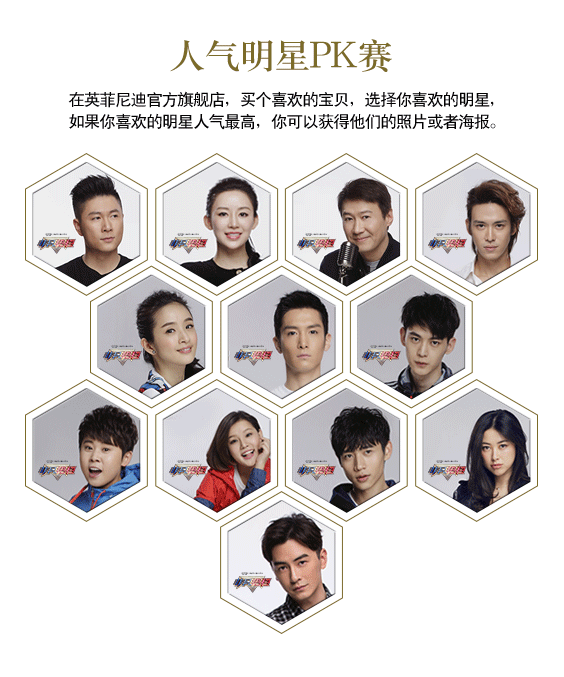 人气明星PK赛
在英菲尼迪官方旗舰店，买个喜欢的宝贝，选择你喜欢的明星，
如果你喜欢的明星人气最高，你可以获得他们的照片或者海报。